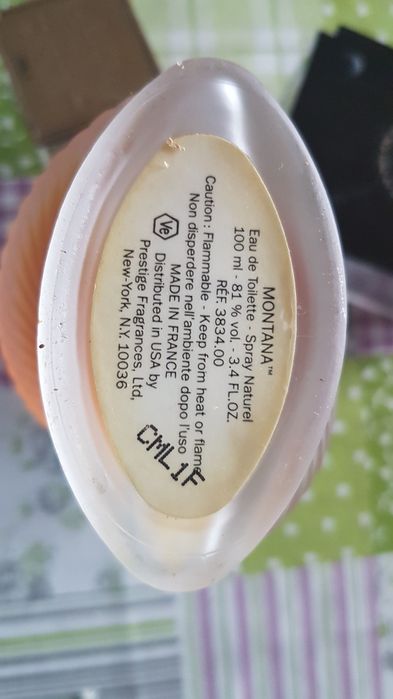 MONTANA™
Eau de Toilette - Spray Naturel
100 ml - 81 % vol. - 3.4 FL.OZ.
RÉF. 3834.00
Caution : Flammable - Keep from heat or flame
Non disperdere nell'ambiente dopo l'uso
MADE IN FRANCE
Ve
Distributed in USA by
Prestige Fragrances, Ltd,
New-York, N.Y. 10036
CML1F